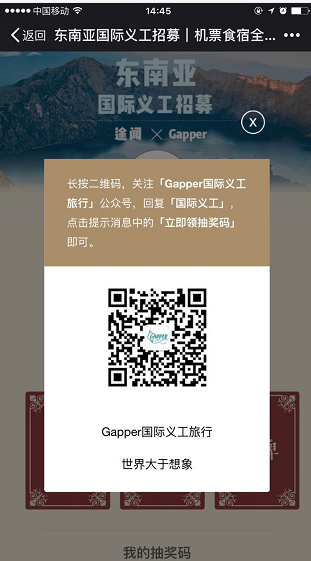 中国移动
14:45
返回
东南亚国际义工招募｜机票食宿全...
东南亚
国际义工招募
途闻 × Gapper
X
长按二维码，关注「Gapper国际义工
旅行」公众号，回复「国际义工」，
点击提示消息中的「立即领抽奖码」
即可。
GAPPER
Gapper国际义工旅行
世界大于想象
我的抽奖码